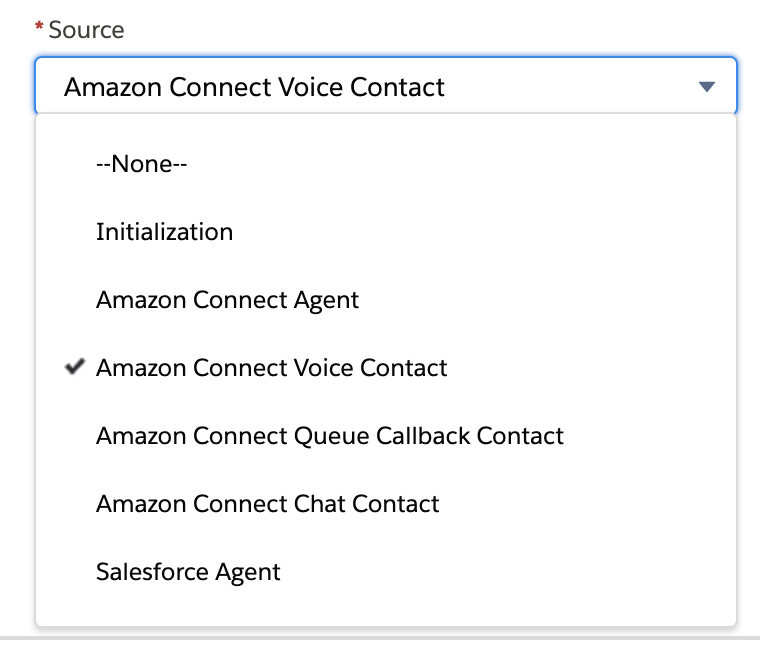 * Source
Amazon Connect Voice Contact
--None--
Initialization
Amazon Connect Agent
Amazon Connect Voice Contact
Amazon Connect Queue Callback Contact
Amazon Connect Chat Contact
Salesforce Agent